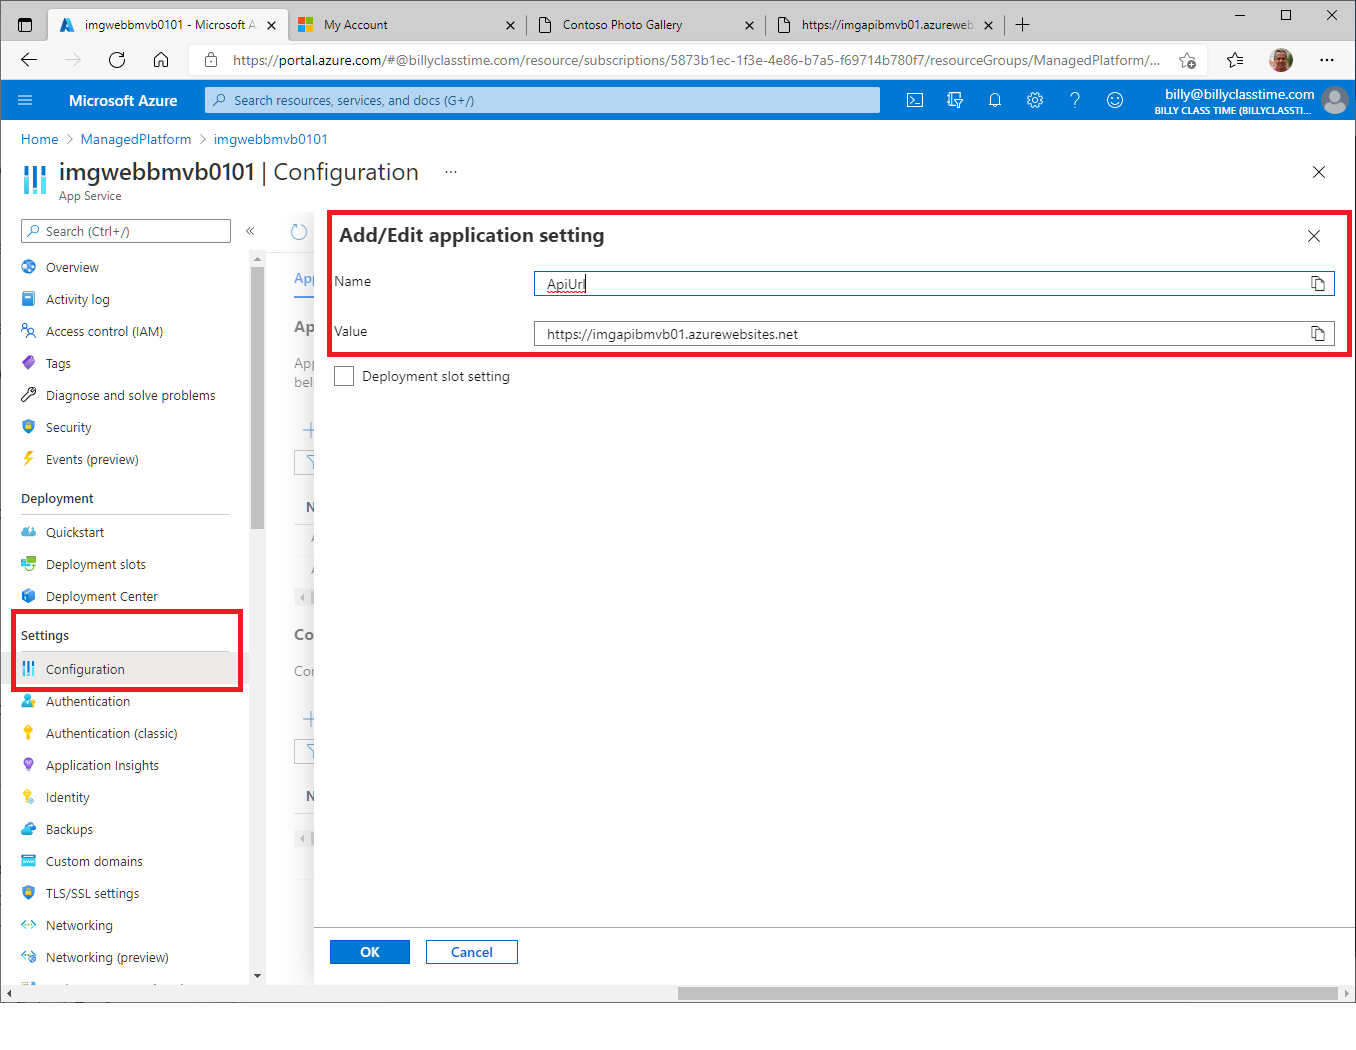 imgwebbmvb0101 - Microsoft A
My Account
Contoso Photo Gallery
https://imgapibmvb01.azureweb
https://portal.azure.com/#@billyclasstime.com/resource/subscriptions/5873b1ec-1f3e-4e86-b7a5-f69714b780f7/resourceGroups/ManagedPlatform/...
Microsoft Azure
Search resources, services, and docs (G+/)
billy@billyclasstime.com
BILLY CLASS TIME (BILLYCLASSTI...
Home > ManagedPlatform > imgwebbmvb0101
imgwebbmvb0101 | Configuration ...
App Service
Search (Ctrl+/)
«
Overview
Activity log
Access control (IAM)
Tags
Diagnose and solve problems
Security
Events (preview)
Deployment
Quickstart
Deployment slots
Deployment Center
Settings
Configuration
Authentication
Authentication (classic)
Application Insights
Identity
Backups
Custom domains
TLS/SSL settings
Networking
Networking (preview)
Add/Edit application setting
Name
ApiUrl
Value
https://imgapibmvb01.azurewebsites.net
Deployment slot setting
OK
Cancel